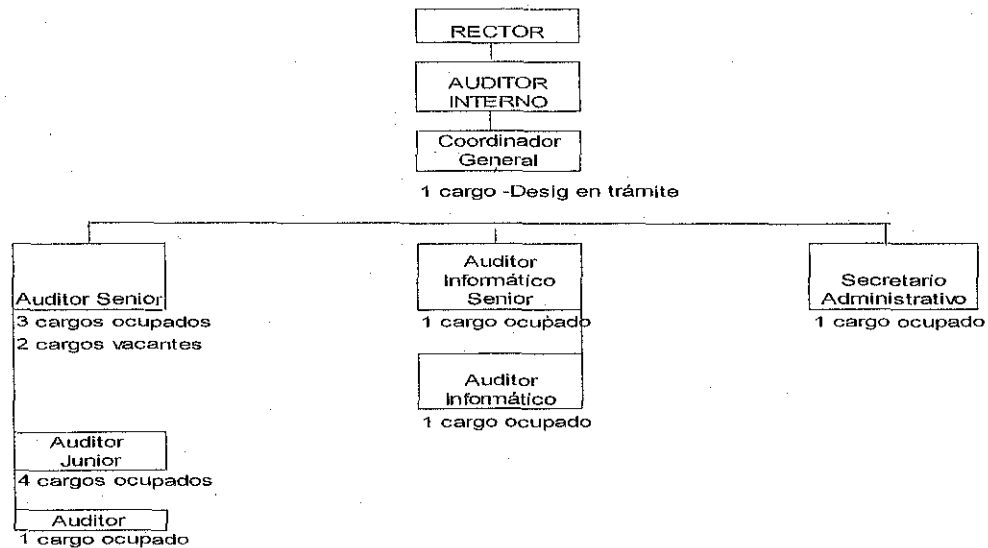 RECTOR
AUDITOR
INTERNO
Coordinador
General
1 cargo -Desig en trámite
Auditor Senior
3 cargos ocupados
2 cargos vacantes
Auditor
Junior
4 cargos ocupados
Auditor
1 cargo ocupado
Auditor
Informático
Senior
1 cargo ocupado
Auditor
Informático
1 cargo ocupado
Secretario
Administrativo
1 cargo ocupado